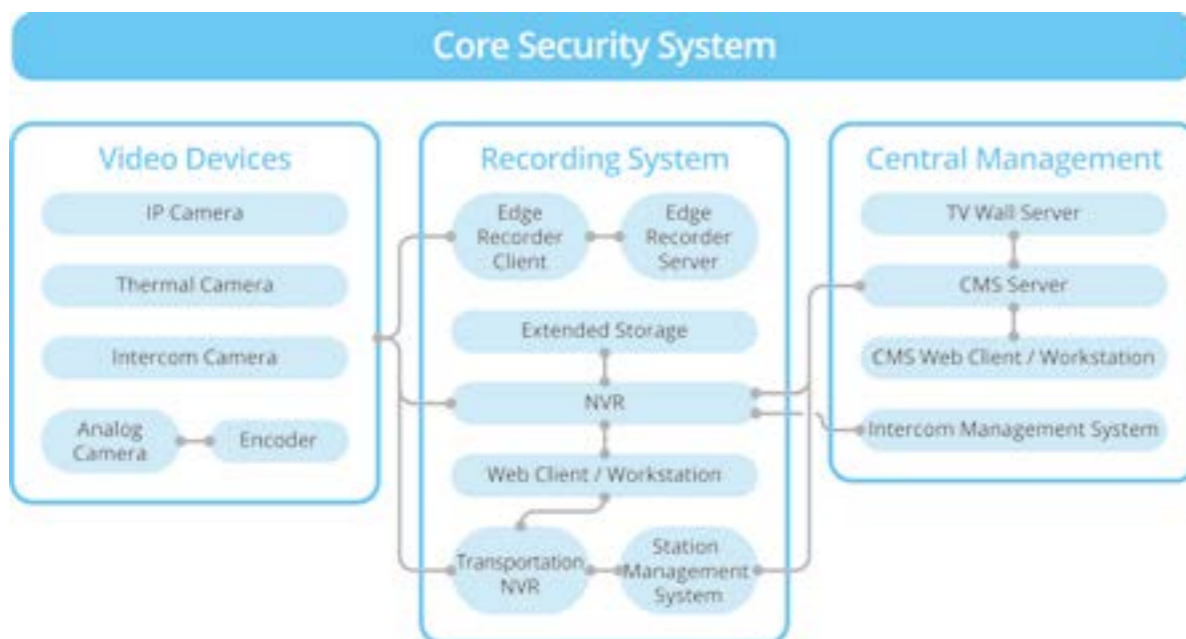 Core Security System
Video Devices
IP Camera
Thermal Camera
Intercom Camera
Analog
Camera
Encoder
Recording System
Edge
Recorder
Client
Edge
Recorder
Server
Extended Storage
NVR
Web Client / Workstation
Transportation
NVR
Station
Management
System
Central Management
TV Wall Server
CMS Server
CMS Web Client / Workstation
Intercom Management System